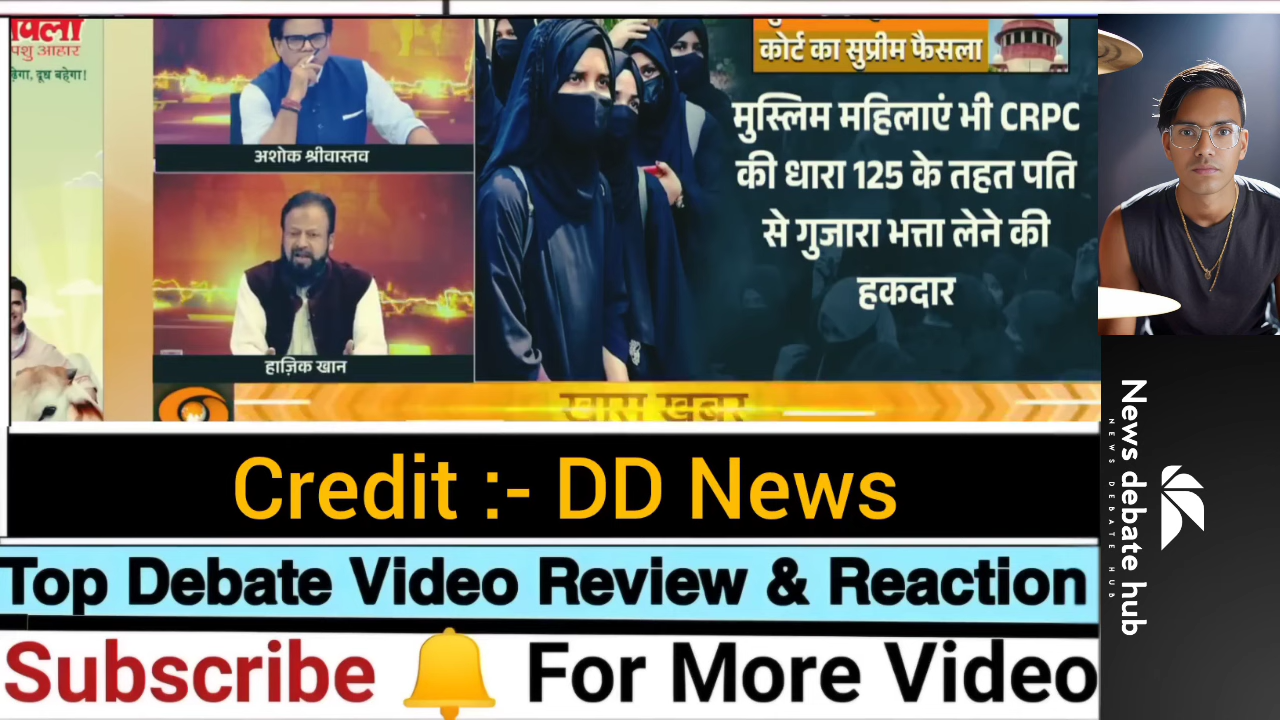 पशु आहार
दूध बहेगा!
अशोक श्रीवास्तव
हाज़िक खान
कोर्ट का सुप्रीम फैसला
मुस्लिम महिलाएं भी CRPC
की धारा 125 के तहत पति
से गुजारा भत्ता लेने की
हकदार
खास खबर
Credit :- DD News
Top Debate Video Review & Reaction
Subscribe 🔔 For More Video
News debate hub
NEWS DEBATE HUB